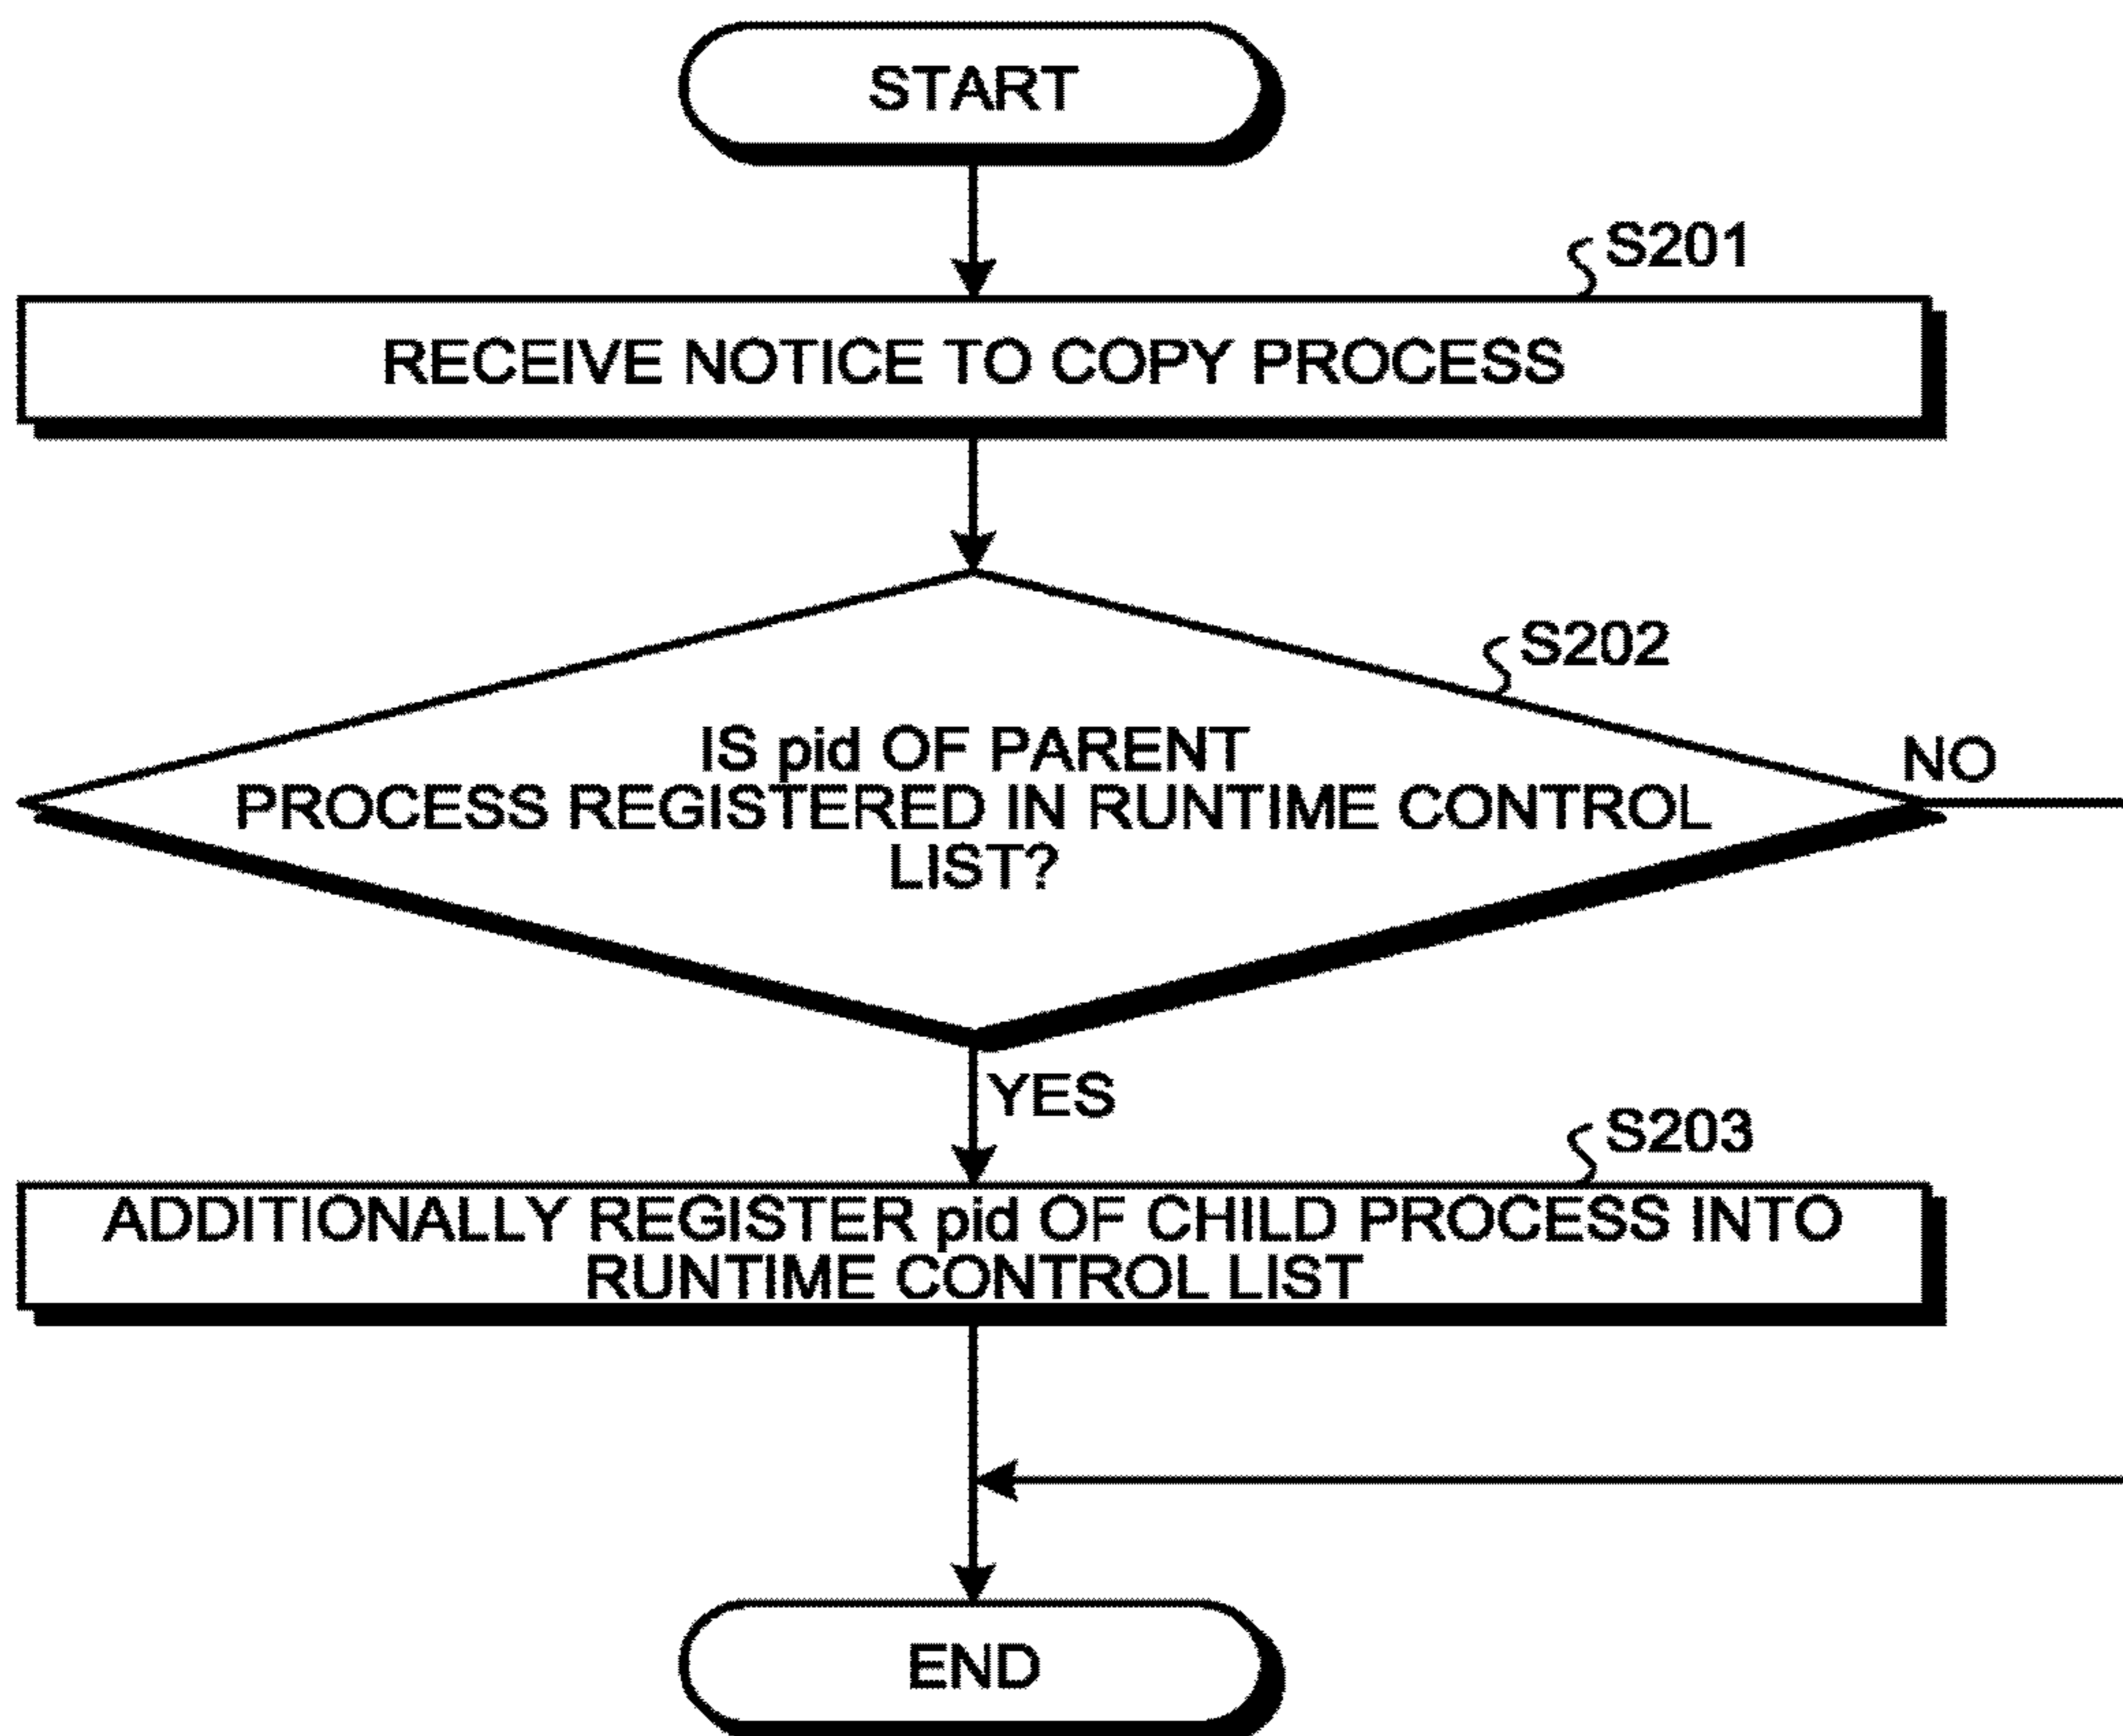 START
S201
RECEIVE NOTICE TO COPY PROCESS
S202
IS pid OF PARENT
PROCESS REGISTERED IN RUNTIME CONTROL
LIST?
NO
YES
S203
ADDITIONALLY REGISTER pid OF CHILD PROCESS INTO
RUNTIME CONTROL LIST
END